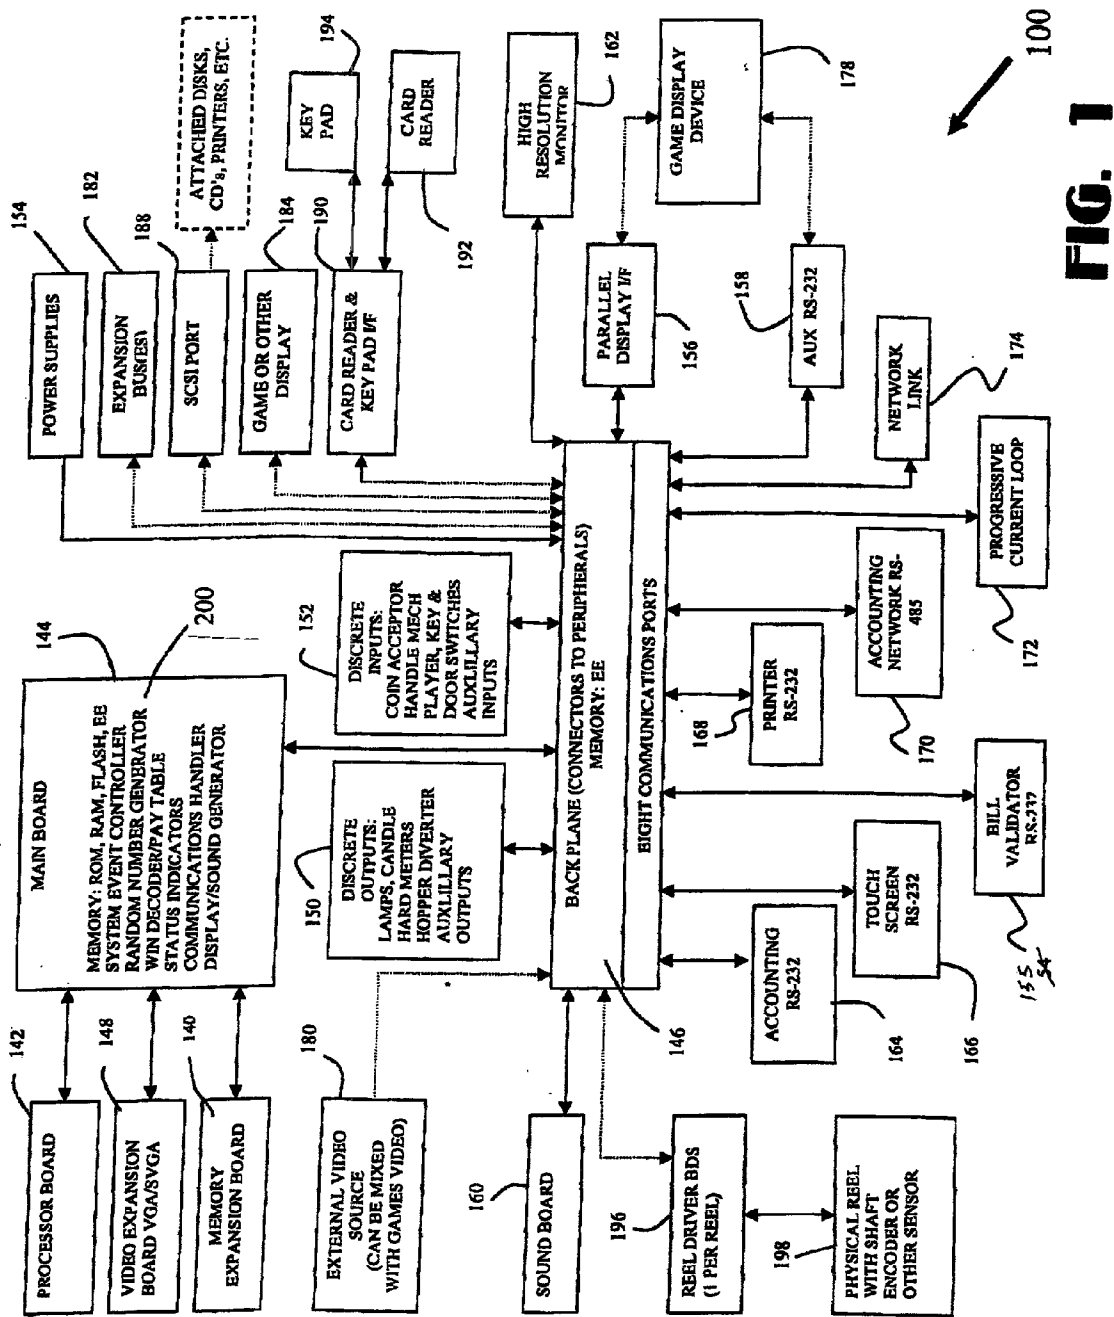 PROCESSOR BOARD
142
VIDEO EXPANSION
BOARD VGA/SVGA
148
MEMORY
EXPANSION BOARD
140
MAIN BOARD
MEMORY: ROM, RAM, FLASH, EE
SYSTEM EVENT CONTROLLER
RANDOM NUMBER GENERATOR
WIN DECODER/PAY TABLE
STATUS INDICATORS
COMMUNICATIONS HANDLER
DISPLAY/SOUND GENERATOR
144
200
POWER SUPPLIES
154
EXPANSION
BUS(ES)
182
SCSI PORT
188
ATTACHED DISKS,
CD's, PRINTERS, ETC.
GAME OR OTHER
DISPLAY
184
CARD READER &
KEY PAD I/F
190
KEY
PAD
194
CARD
READER
192
EXTERNAL VIDEO
SOURCE
(CAN BE MIXED
WITH GAMES VIDEO)
180
DISCRETE
OUTPUTS:
LAMPS, CANDLE
HARD METERS
HOPPER DIVERTER
AUXLILLARY
OUTPUTS
150
DISCRETE
INPUTS:
COIN ACCEPTOR
HANDLE MECH
PLAYER, KEY &
DOOR SWITCHES
AUXLILLARY
INPUTS
152
SOUND BOARD
160
BACK PLANE (CONNECTORS TO PERIPHERALS)
MEMORY: EE
EIGHT COMMUNICATIONS PORTS
146
HIGH
RESOLUTION
MONITOR
162
PARALLEL
DISPLAY I/F
156
GAME DISPLAY
DEVICE
178
AUX RS-232
158
REEL DRIVER BDS
(1 PER REEL)
196
PHYSICAL REEL
WITH SHAFT
ENCODER OR
OTHER SENSOR
198
ACCOUNTING
RS-232
164
TOUCH
SCREEN
RS-232
166
BILL
VALIDATOR
RS-232
155
54
PRINTER
RS-232
168
ACCOUNTING
NETWORK RS-
485
170
PROGRESSIVE
CURRENT LOOP
172
NETWORK
LINK
174
100
FIG. 1